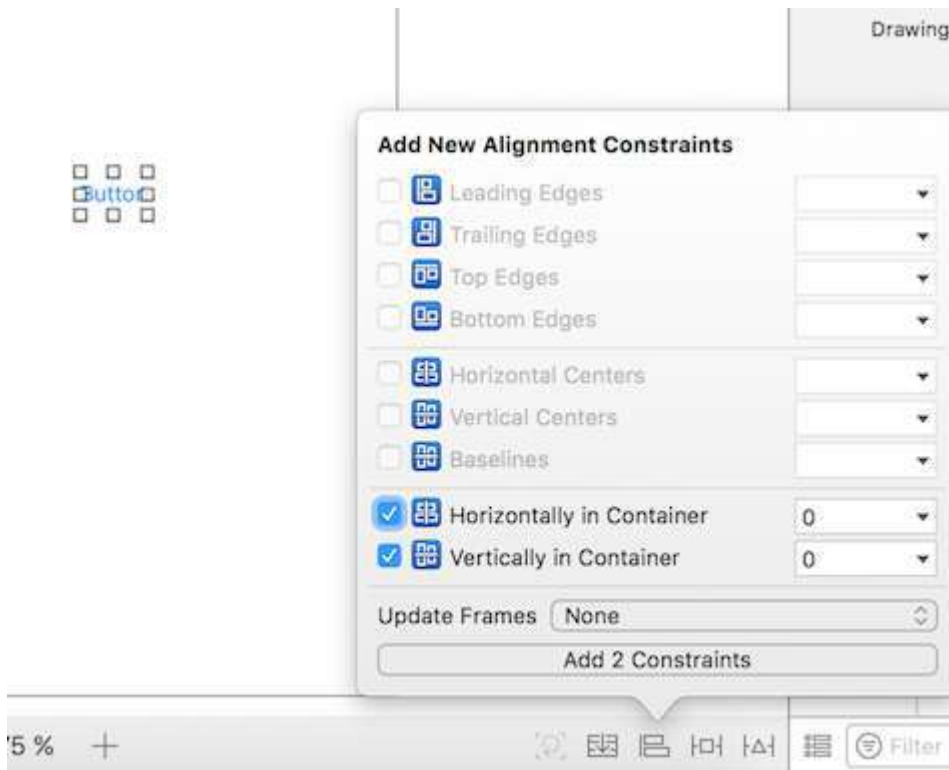 Drawing
Add New Alignment Constraints
Button
Leading Edges
Trailing Edges
Top Edges
Bottom Edges
Horizontal Centers
Vertical Centers
Baselines
Horizontally in Container 0
Vertically in Container 0
Update Frames None
Add 2 Constraints
75 % Filter